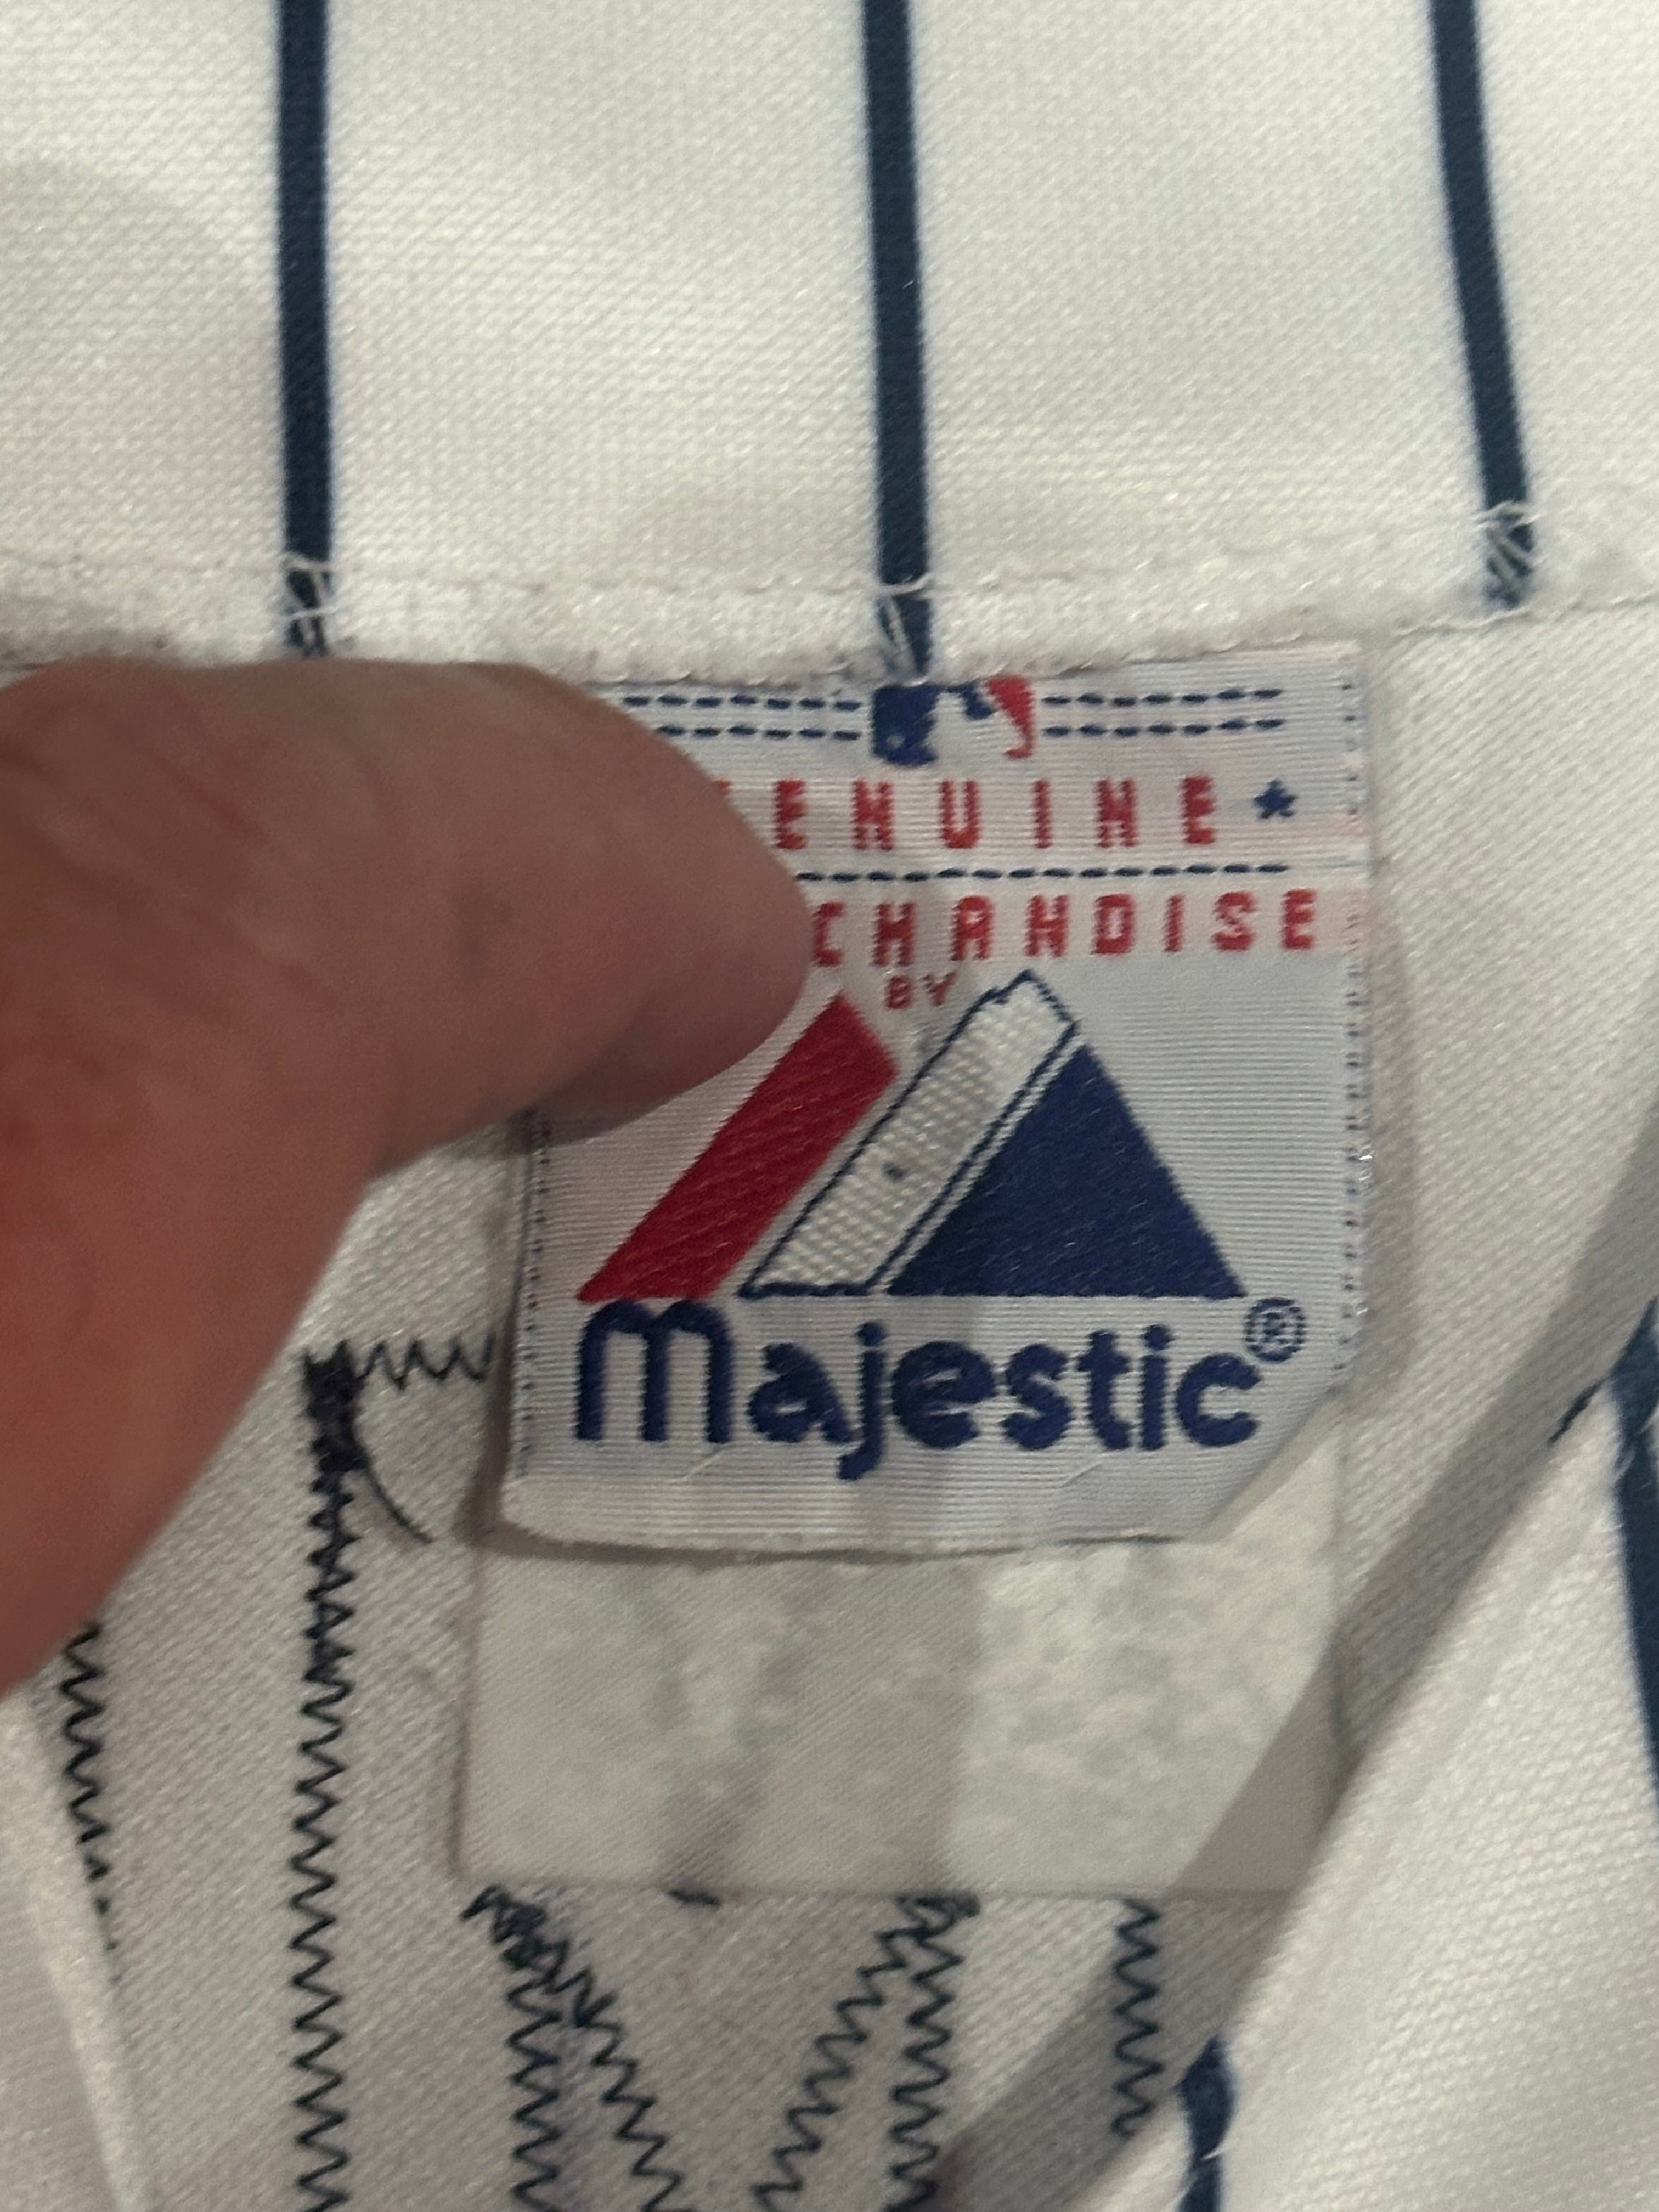 ENUINE ★
CHANDISE
BY
Majestic®